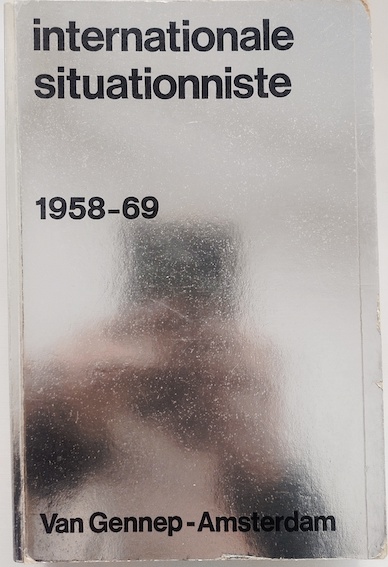 internationale
situationniste
1958-69
Van Gennep-Amsterdam